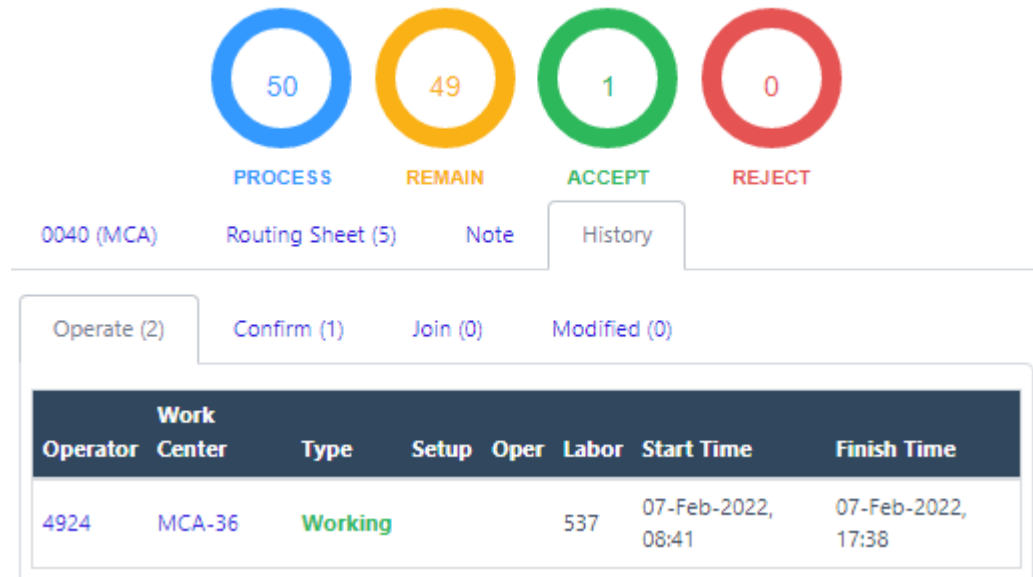 50 49 1 0
PROCESS REMAIN ACCEPT REJECT
0040 (MCA) Routing Sheet (5) Note History
Operate (2) Confirm (1) Join (0) Modified (0)
Work
Operator Center Type Setup Oper Labor Start Time Finish Time
07-Feb-2022, 07-Feb-2022,
4924 MCA-36 Working 537
08:41 17:38